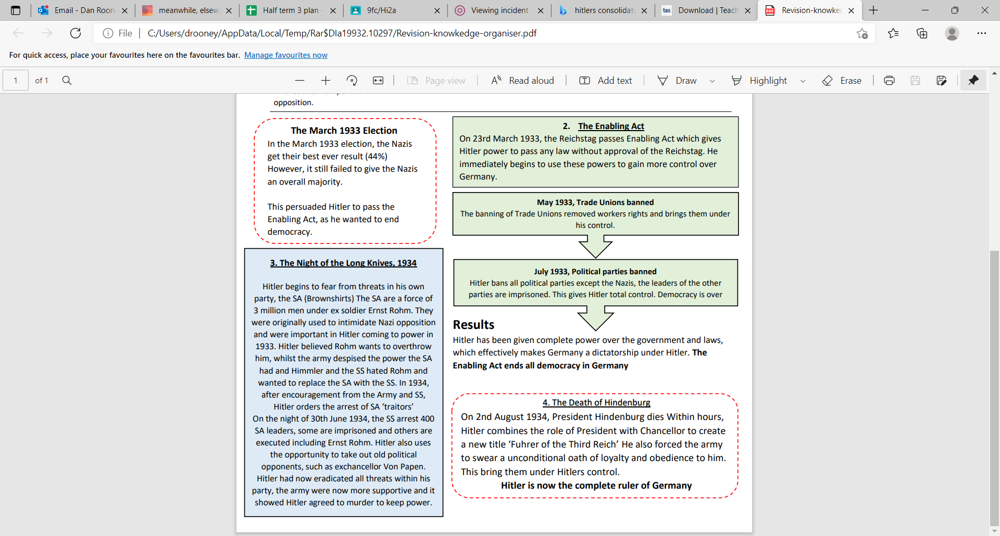 Email - Dan Roon
meanwhile, elsew
Half term 3 plan -
9fc/Hi2a
Viewing incident
hitlers consolidati
tes
Download | Teach
PDF
Revision-knowkec
File
C:/Users/drooney/AppData/Local/Temp/Rar$DIa19932.10297/Revision-knowkedge-organiser.pdf
For quick access, place your favourites here on the favourites bar. Manage favourites now
1 of 1
Page view
Read aloud
Add text
Draw
Highlight
Erase
opposition.
The March 1933 Election
In the March 1933 election, the Nazis
get their best ever result (44%)
However, it still failed to give the Nazis
an overall majority.
This persuaded Hitler to pass the
Enabling Act, as he wanted to end
democracy.
2. The Enabling Act
On 23rd March 1933, the Reichstag passes Enabling Act which gives
Hitler power to pass any law without approval of the Reichstag. He
immediately begins to use these powers to gain more control over
Germany.
May 1933, Trade Unions banned
The banning of Trade Unions removed workers rights and brings them under
his control.
July 1933, Political parties banned
Hitler bans all political parties except the Nazis, the leaders of the other
parties are imprisoned. This gives Hitler total control. Democracy is over
Results
Hitler has been given complete power over the government and laws,
which effectively makes Germany a dictatorship under Hitler. The
Enabling Act ends all democracy in Germany
3. The Night of the Long Knives, 1934
Hitler begins to fear from threats in his own
party, the SA (Brownshirts) The SA are a force of
3 million men under ex soldier Ernst Rohm. They
were originally used to intimidate Nazi opposition
and were important in Hitler coming to power in
1933. Hitler believed Rohm wants to overthrow
him, whilst the army despised the power the SA
had and Himmler and the SS hated Rohm and
wanted to replace the SA with the SS. In 1934,
after encouragement from the Army and SS,
Hitler orders the arrest of SA ‘traitors’
On the night of 30th June 1934, the SS arrest 400
SA leaders, some are imprisoned and others are
executed including Ernst Rohm. Hitler also uses
the opportunity to take out old political
opponents, such as exchancellor Von Papen.
Hitler had now eradicated all threats within his
party, the army were now more supportive and it
showed Hitler agreed to murder to keep power.
4. The Death of Hindenburg
On 2nd August 1934, President Hindenburg dies Within hours,
Hitler combines the role of President with Chancellor to create
a new title ‘Fuhrer of the Third Reich’ He also forced the army
to swear a unconditional oath of loyalty and obedience to him.
This bring them under Hitlers control.
Hitler is now the complete ruler of Germany